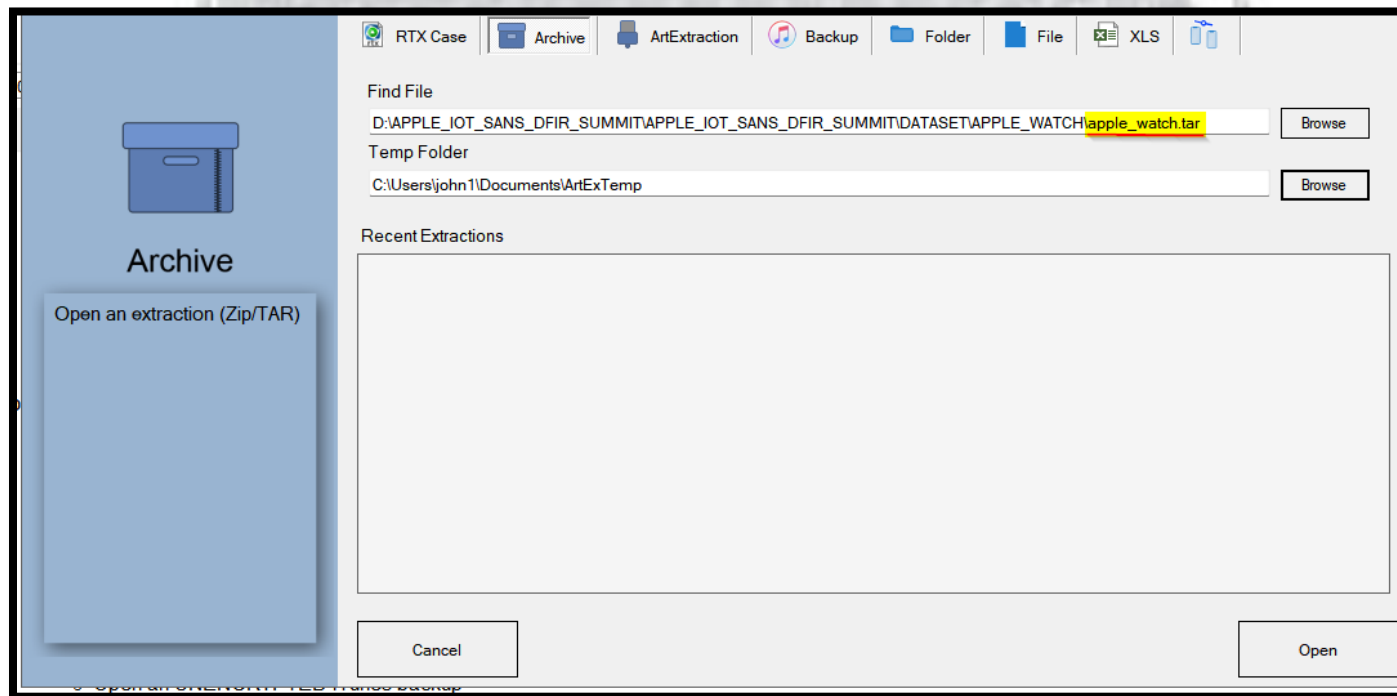 RTX Case Archive ArtExtraction Backup Folder File XLS
Find File
D:\APPLE_IOT_SANS_DFIR_SUMMIT\APPLE_IOT_SANS_DFIR_SUMMIT\DATASET\APPLE_WATCH\apple_watch.tar Browse
Temp Folder
C:\Users\john1\Documents\ArtExTemp Browse
Recent Extractions
Archive
Open an extraction (Zip/TAR)
Cancel Open